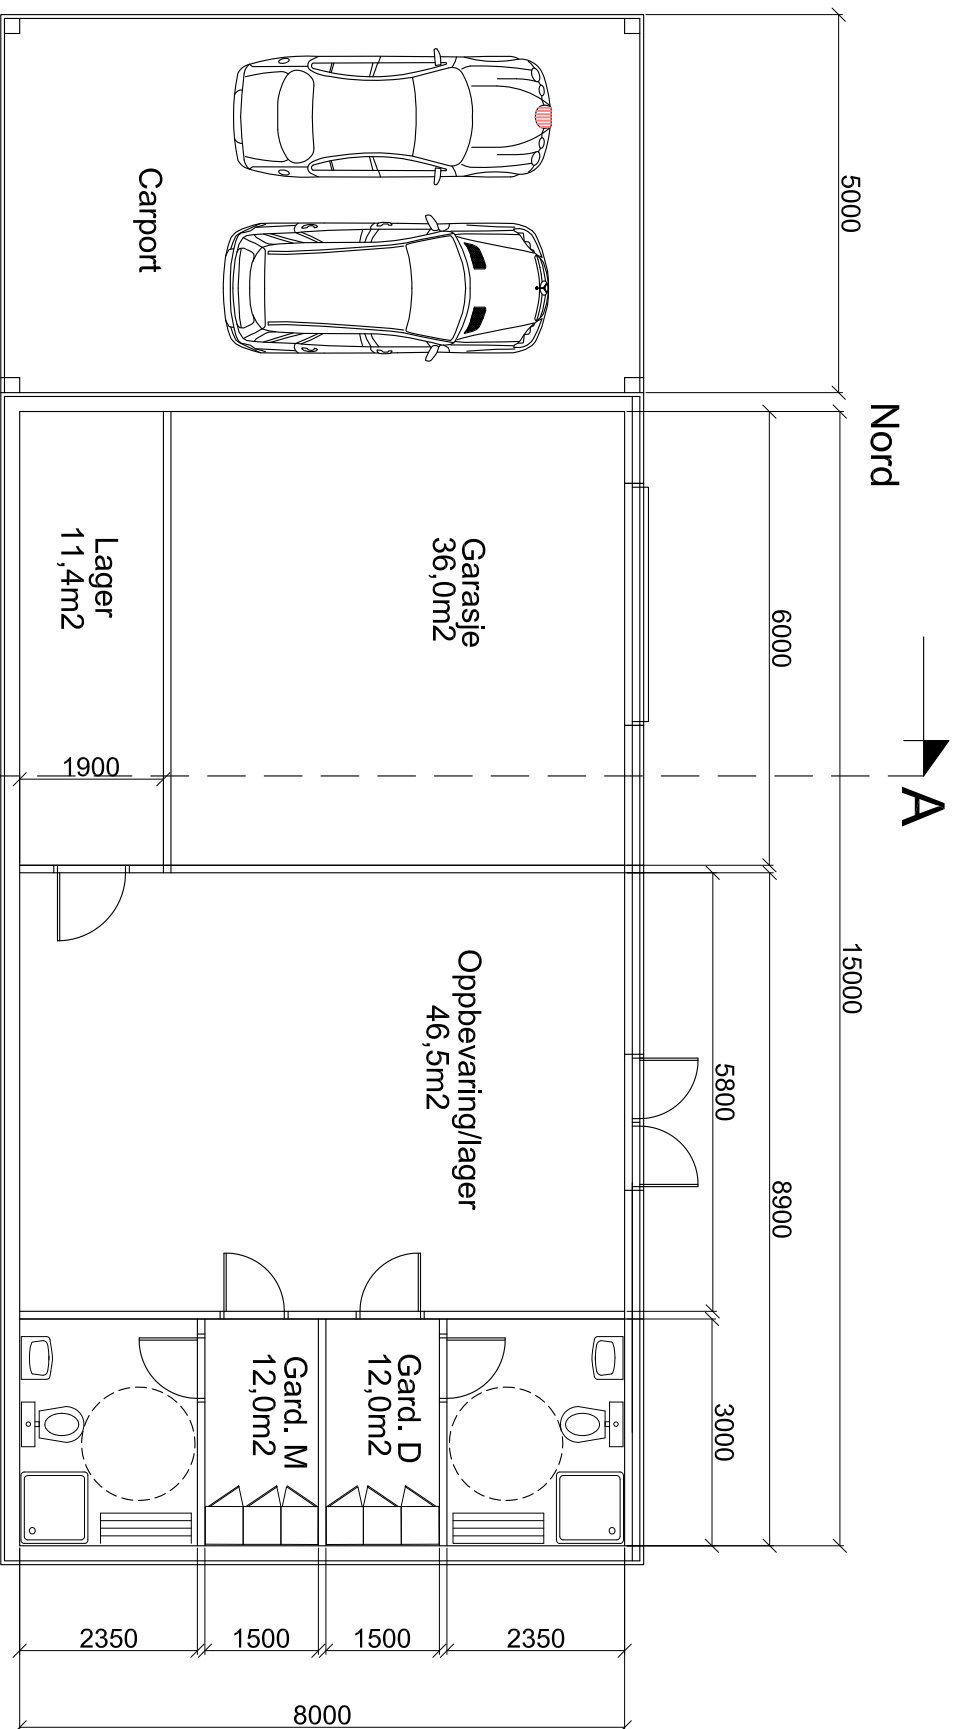 Nord
A
Carport
5000
15000
6000
8900
5800
3000
Garasje
36,0m2
Lager
11,4m2
1900
Oppbevaring/lager
46,5m2
Gard. D
12,0m2
Gard. M
12,0m2
2350
1500
1500
2350
8000